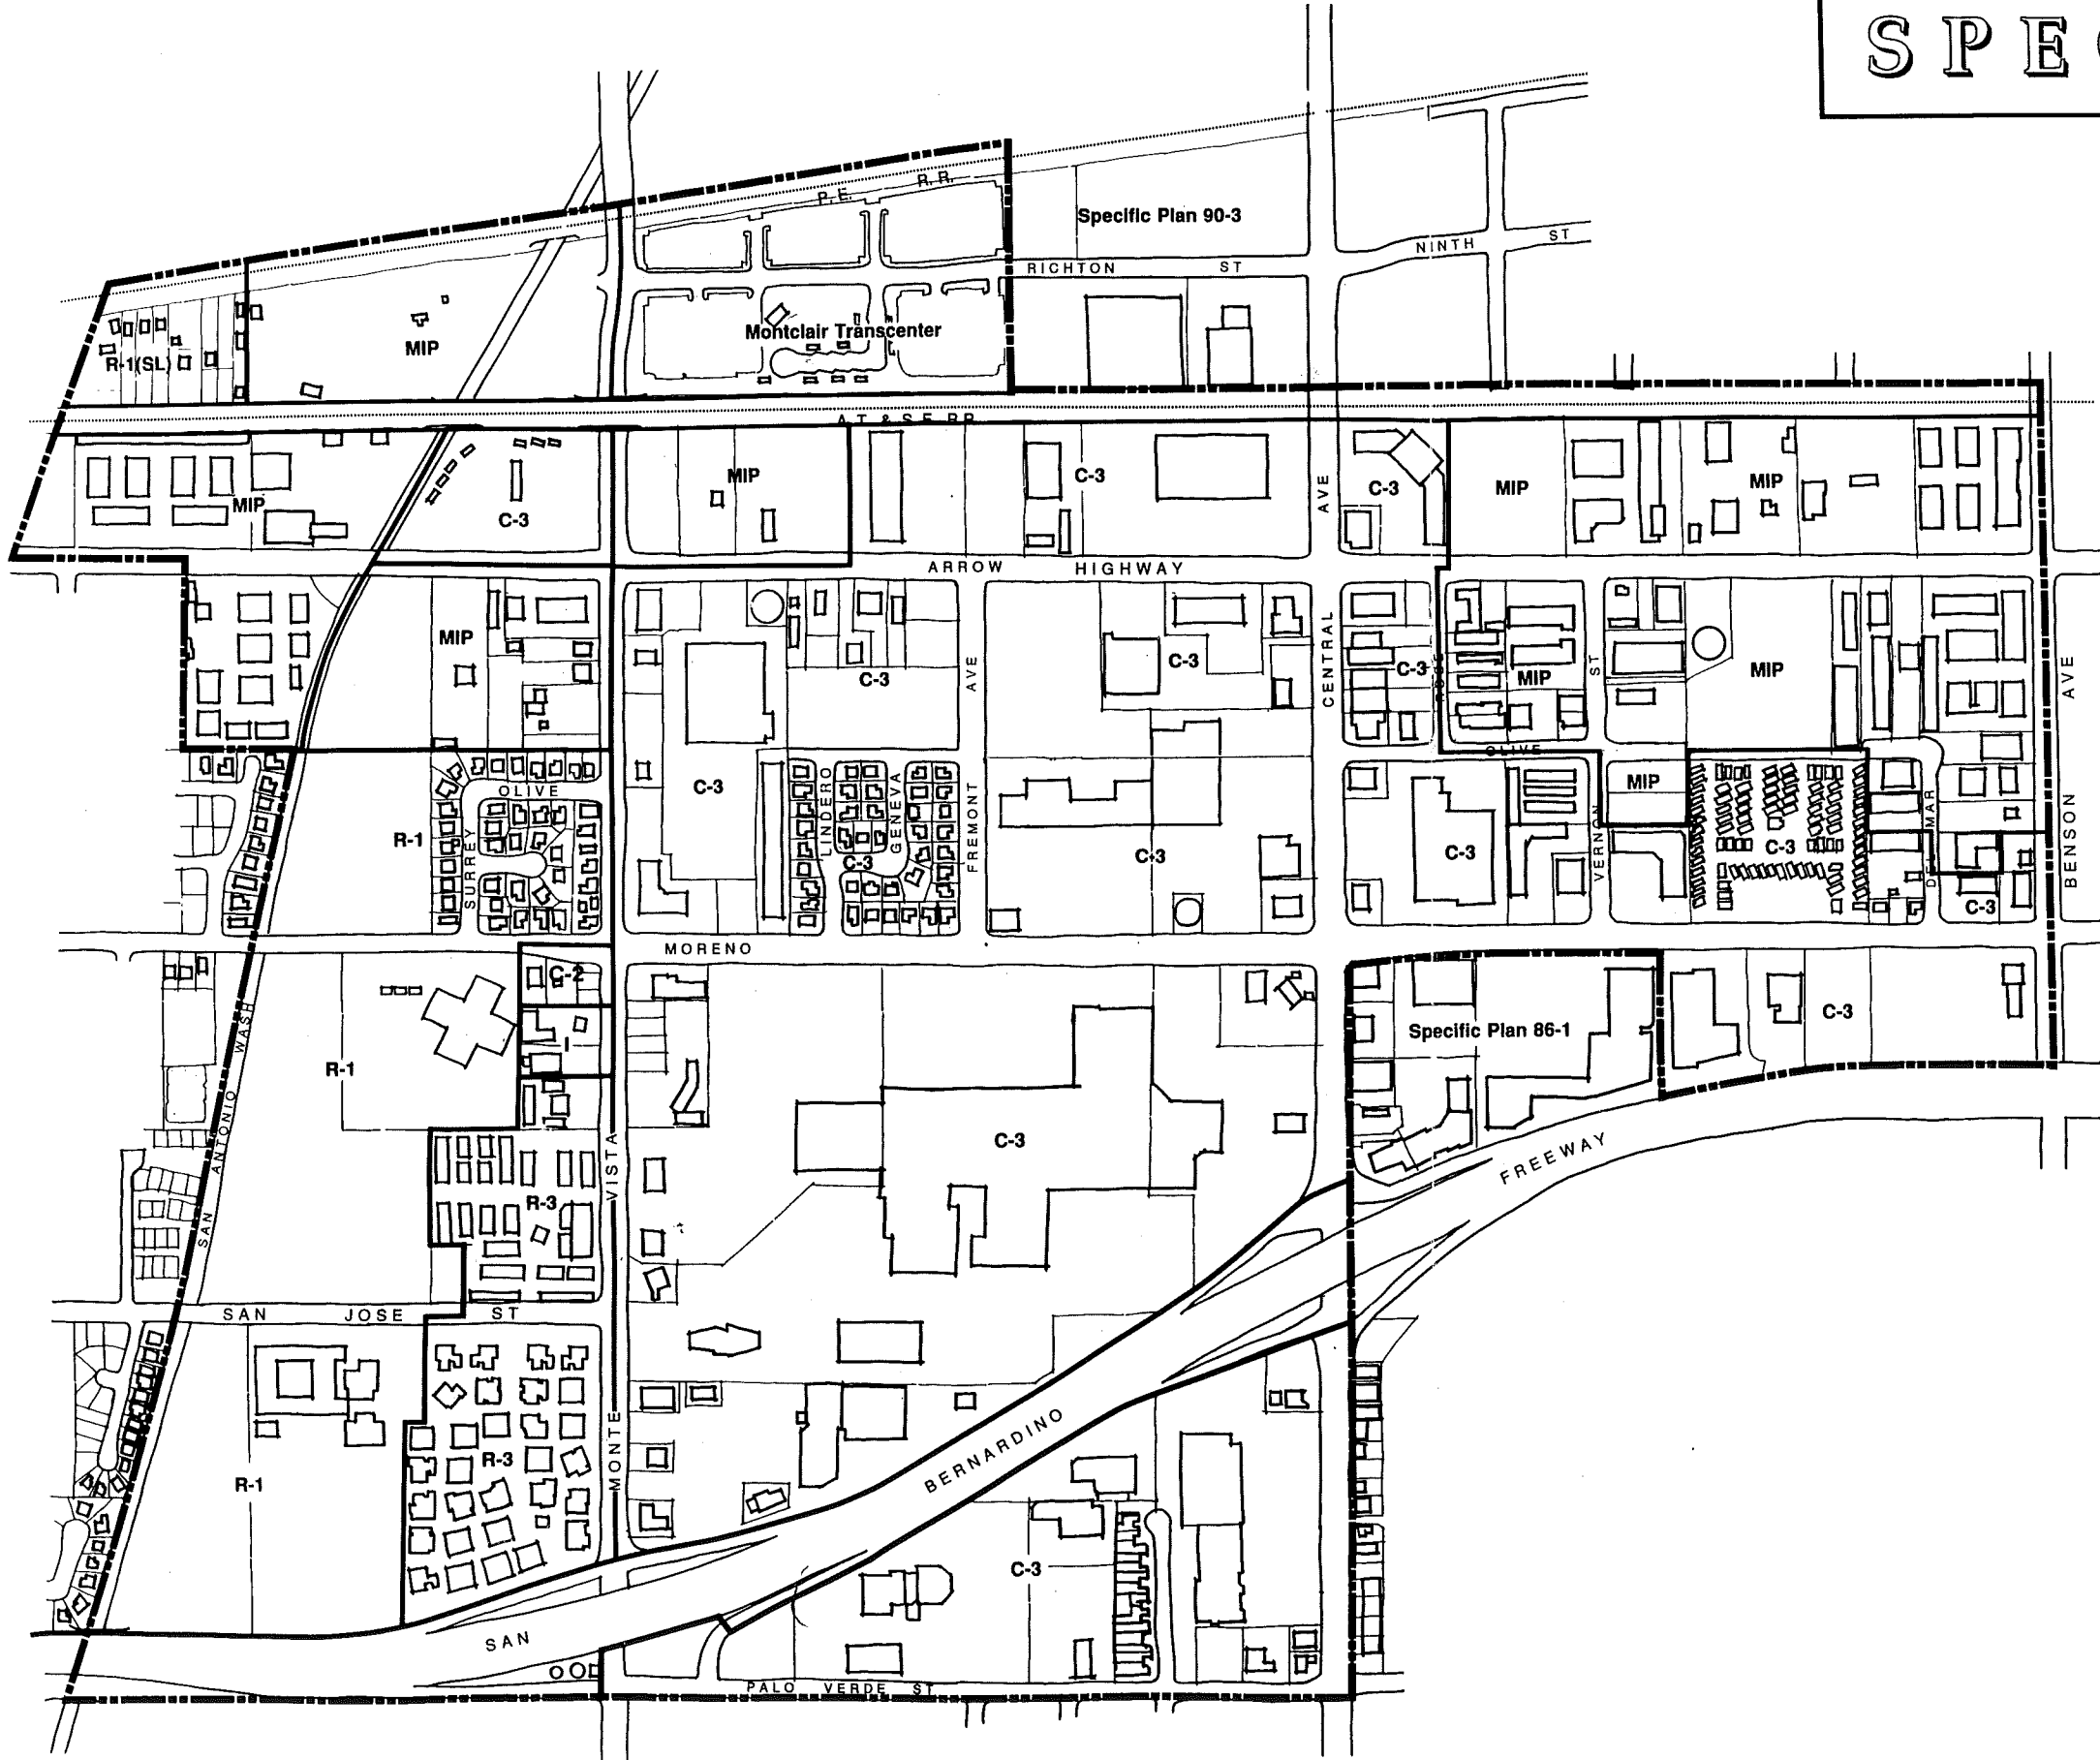 SPE
P.E. R.R.
Specific Plan 90-3
NINTH ST
RICHTON ST
Montclair Transcenter
MIP
R-1(SL)
A.T. & S.F. RR
MIP
C-3
MIP
C-3
AVE
C-3
MIP
MIP
MIP
C-3
ARROW HIGHWAY
MIP
C-3
AVE
C-3
CENTRAL
C-3
MIP
ST
MIP
AVE
OLIVE
C-3
LINDERO
GENEVA
FREMONT
OLIVE
MIP
R-1
SURREY
C-3
C-3
C-3
VERNON
C-3
BENSON
C-3
MORENO
C-2
I
WASH
Specific Plan 86-1
C-3
R-1
SAN ANTONIO
C-3
VISTA
FREEWAY
R-3
SAN JOSE ST
MONTE
BERNARDINO
R-3
R-1
C-3
SAN
PALO VERDE ST